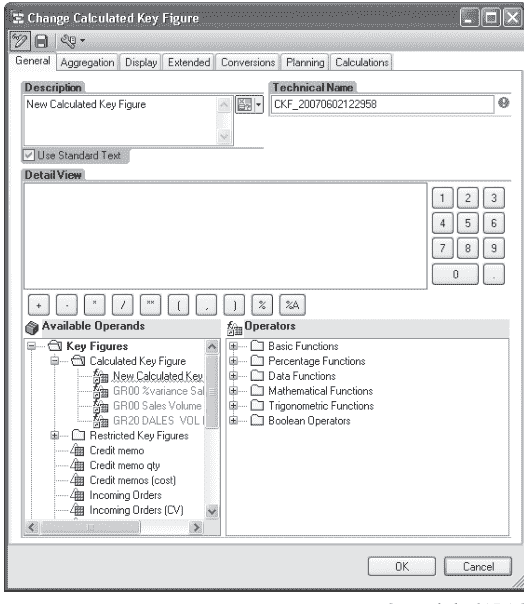 Change Calculated Key Figure
General Aggregation Display Extended Conversions Planning Calculations
Description
Technical Name
New Calculated Key Figure
CKF_20070602122958
Use Standard Text
Detail View
1 2 3
4 5 6
7 8 9
0 .
+ - * / ** ( , ) % %A
Available Operands
Operators
Key Figures
Calculated Key Figure
New Calculated Key
GR00 %variance Sal
GR00 Sales Volume
GR20 DALES VOL
Restricted Key Figures
Credit memo
Credit memo qty
Credit memos (cost)
Incoming Orders
Incoming Orders (CV)
Basic Functions
Percentage Functions
Data Functions
Mathematical Functions
Trigonometric Functions
Boolean Operators
OK Cancel